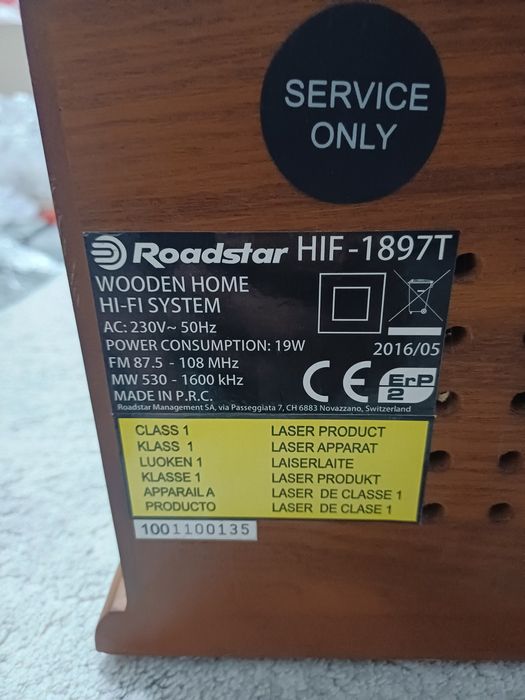 SERVICE
ONLY
Roadstar HIF-1897T
WOODEN HOME
HI-FI SYSTEM
AC: 230V~ 50Hz
POWER CONSUMPTION: 19W
2016/05
FM 87.5 - 108 MHz
MW 530 - 1600 kHz
MADE IN P.R.C.
CE ErP 2
Roadstar Management SA, via Passeggiata 7, CH 6883 Novazzano, Switzerland
CLASS 1 LASER PRODUCT
KLASS 1 LASER APPARAT
LUOKEN 1 LAISERLAITE
KLASSE 1 LASER PRODUKT
APPARAIL A LASER DE CLASSE 1
PRODUCTO LASER DE CLASE 1
1001100135